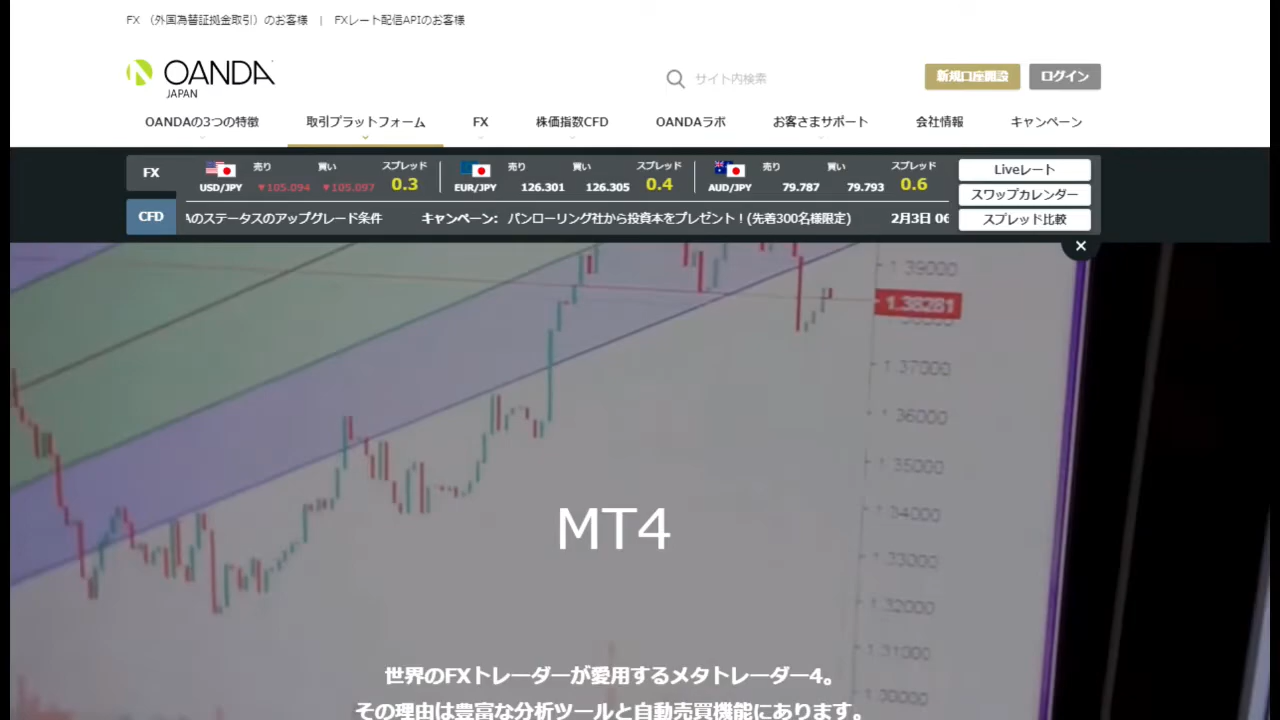 FX （外国為替証拠金取引）のお客様 | FXレート配信APIのお客様
OANDA
JAPAN
サイト内検索
新規口座開設
ログイン
OANDAの3つの特徴 取引プラットフォーム FX 株価指数CFD OANDAラボ お客さまサポート 会社情報 キャンペーン
FX
売り 買い スプレッド
USD/JPY ▼105.094 ▼105.097 0.3
売り 買い スプレッド
EUR/JPY 126.301 126.305 0.4
売り 買い スプレッド
AUD/JPY 79.787 79.793 0.6
Liveレート
スワップカレンダー
スプレッド比較
CFD
のステータスのアップグレード条件 キャンペーン: パンローリング社から投資本をプレゼント！(先着300名様限定) 2月3日 06
×
1.39000
1.38281
1.37000
1.36000
1.35000
1.34000
1.33000
1.32000
1.31000
1.30000
MT4
世界のFXトレーダーが愛用するメタトレーダー4。
その理由は豊富な分析ツールと自動売買機能にあります。